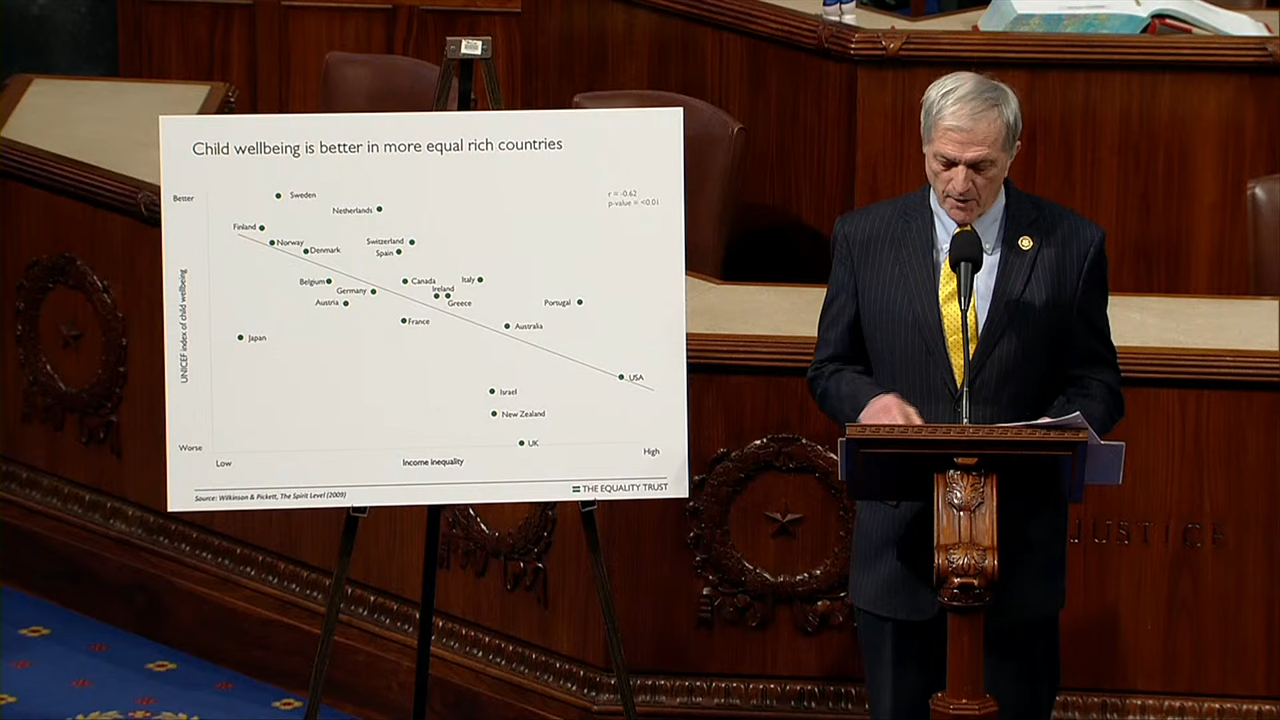 Child wellbeing is better in more equal rich countries
Better
r = -0.62
p-value = <0.01
Sweden
Netherlands
Finland
Norway
Denmark
Switzerland
Spain
Belgium
Germany
Austria
Canada
Ireland
Italy
Greece
Portugal
France
Australia
Japan
USA
Israel
New Zealand
UK
UNICEF index of child wellbeing
Worse
Low
Income inequality
High
Source: Wilkinson & Pickett, The Spirit Level (2009)
THE EQUALITY TRUST
JUSTICE